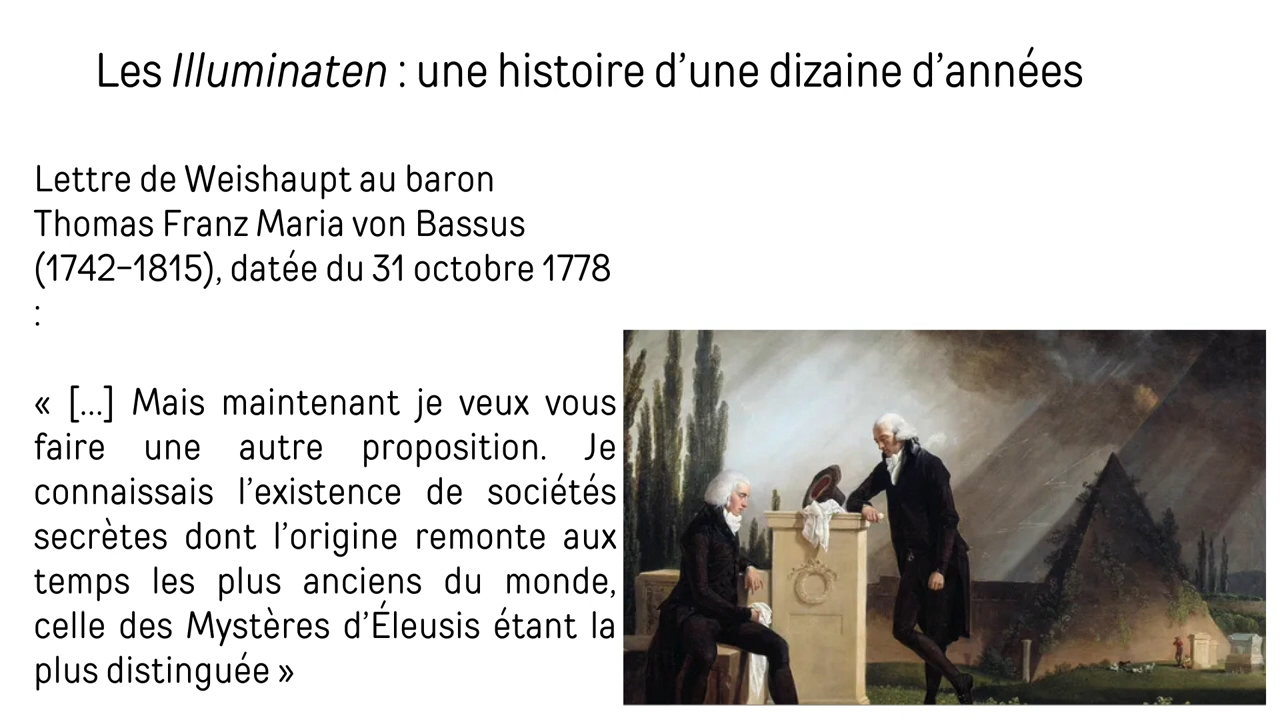 Les Illuminaten : une histoire d’une dizaine d’années
Lettre de Weishaupt au baron
Thomas Franz Maria von Bassus
(1742–1815), datée du 31 octobre 1778
:
« [...] Mais maintenant je veux vous
faire une autre proposition. Je
connaissais l’existence de sociétés
secrètes dont l’origine remonte aux
temps les plus anciens du monde,
celle des Mystères d’Éleusis étant la
plus distinguée »